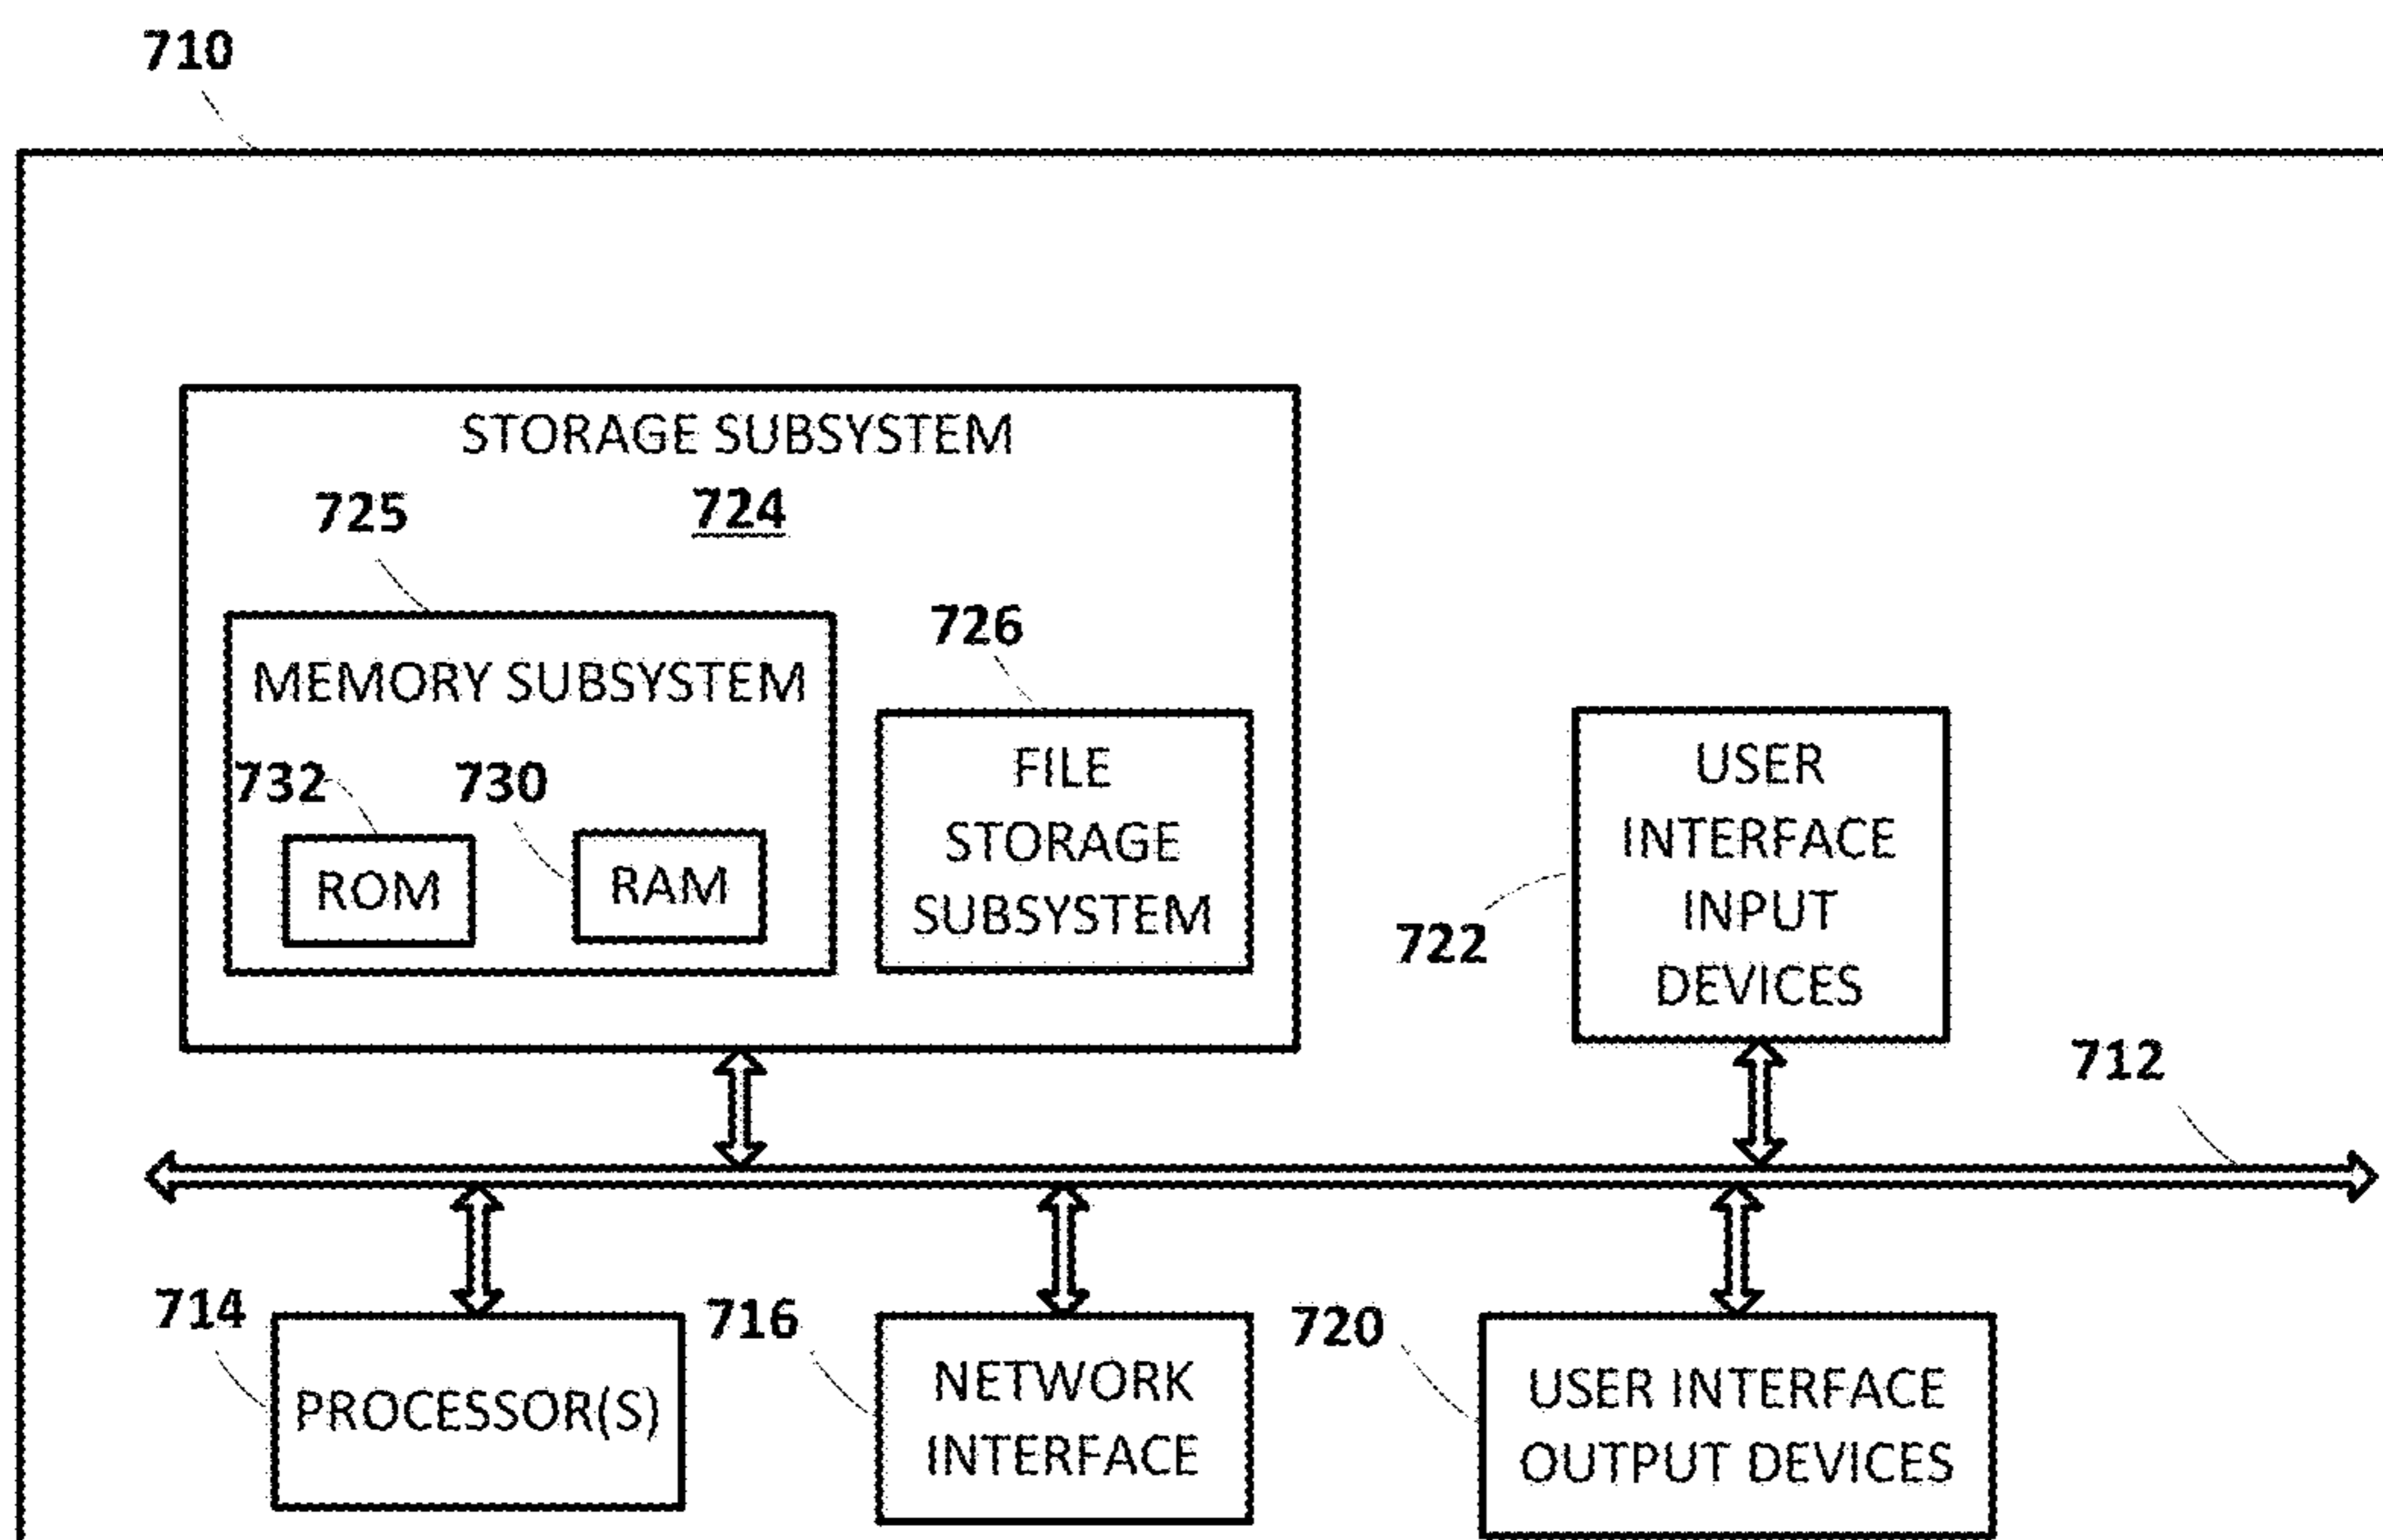 710
STORAGE SUBSYSTEM
724
725
MEMORY SUBSYSTEM
732
730
ROM
RAM
726
FILE
STORAGE
SUBSYSTEM
USER
INTERFACE
INPUT
DEVICES
722
712
714
PROCESSOR(S)
716
NETWORK
INTERFACE
720
USER INTERFACE
OUTPUT DEVICES